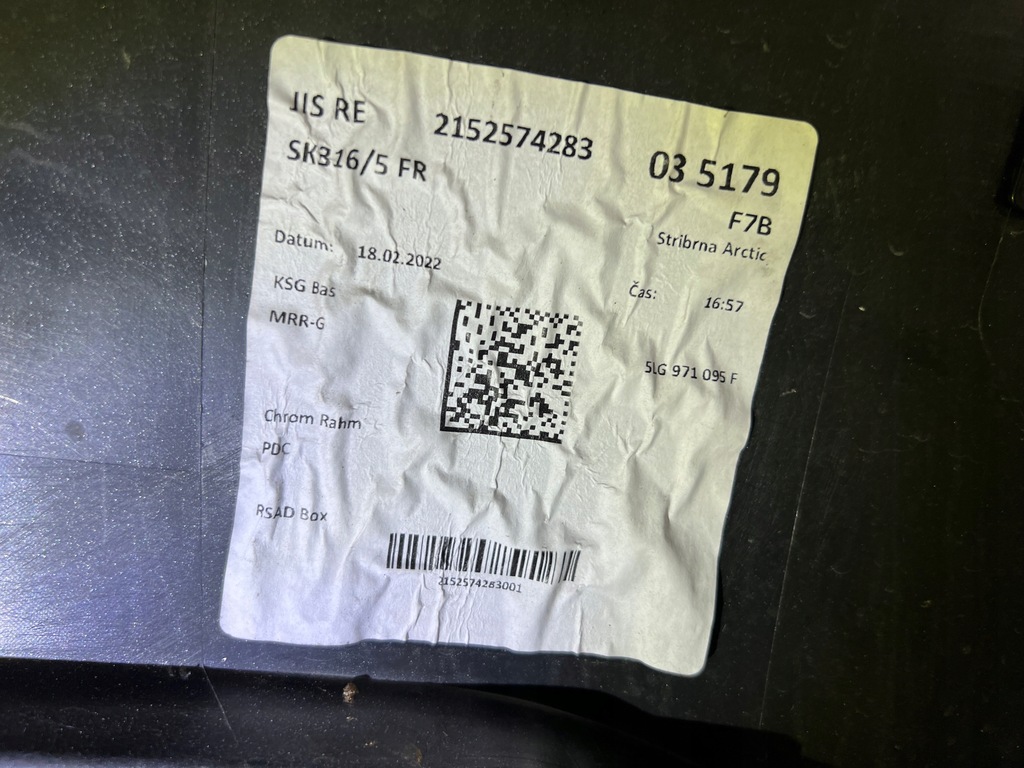 JIS RE 2152574283 03 5179
SK316/5 FR
F7B
Stribrna Arctic
Datum: 18.02.2022 Čas: 16:57
KSG Bas
MRR-G
5LG 971 095 F
Chrom Rahm
PDC
RSAD Box
2152574283001